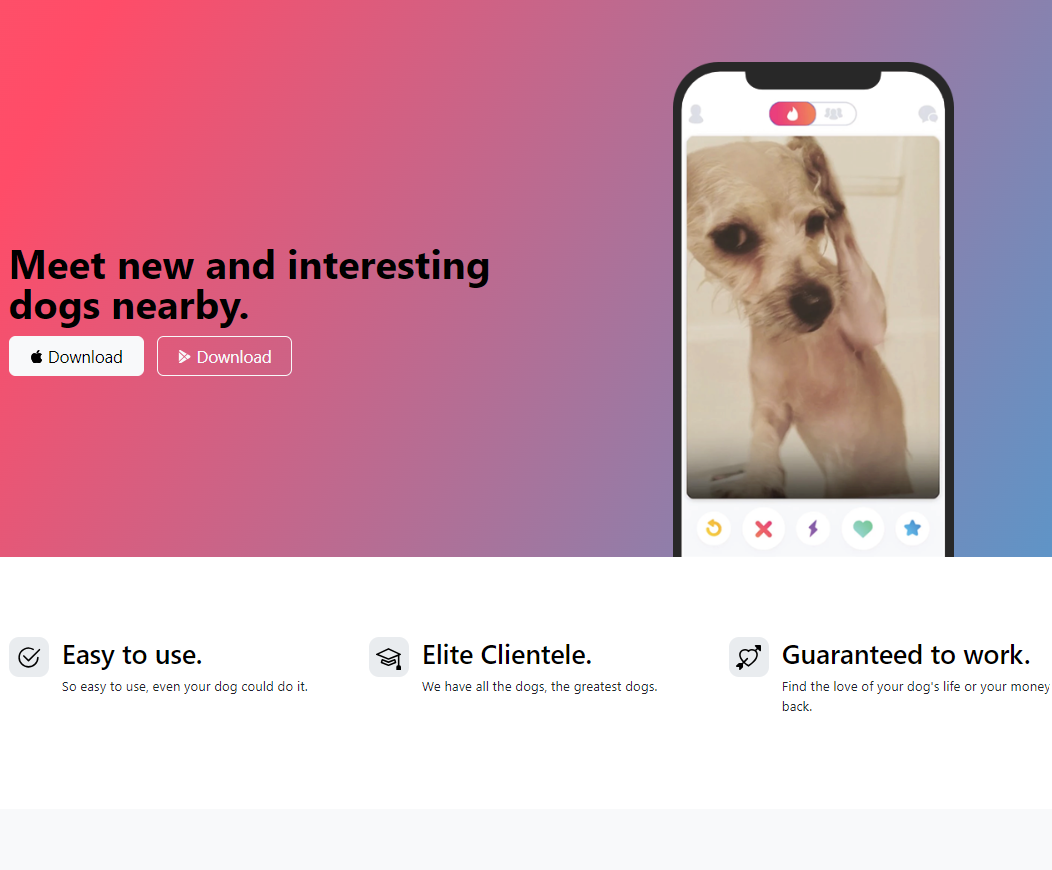 Meet new and interesting
dogs nearby.
Download
Download
Easy to use.
So easy to use, even your dog could do it.
Elite Clientele.
We have all the dogs, the greatest dogs.
Guaranteed to work.
Find the love of your dog's life or your money
back.